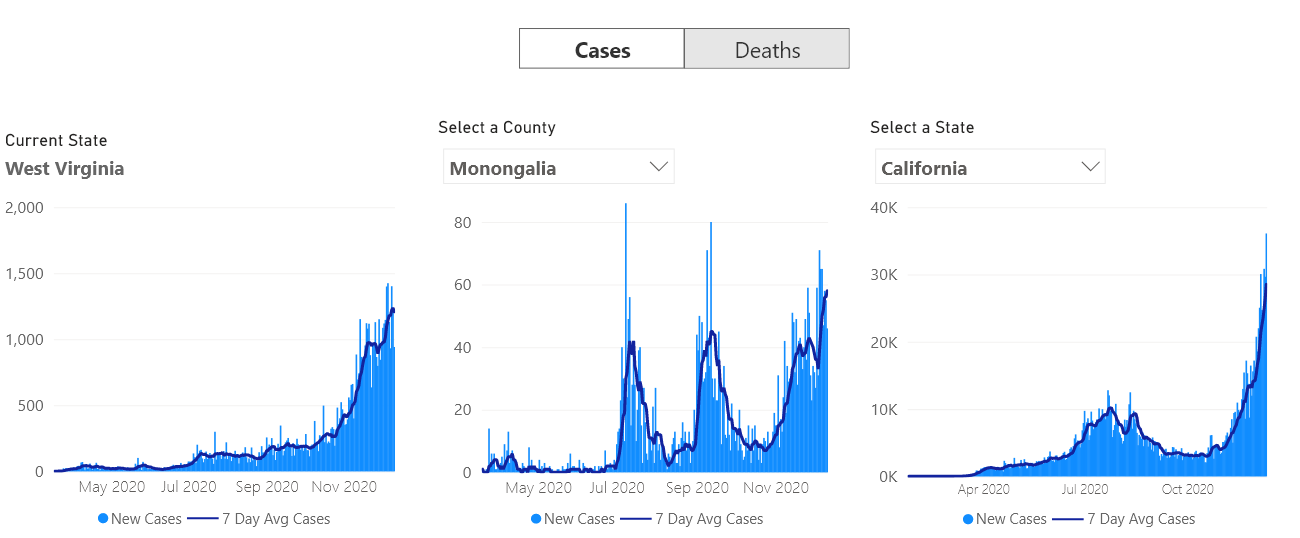 Cases Deaths
Current State
West Virginia
2,000
1,500
1,000
500
0
May 2020 Jul 2020 Sep 2020 Nov 2020
New Cases 7 Day Avg Cases
Select a County
Monongalia
80
60
40
20
0
May 2020 Jul 2020 Sep 2020 Nov 2020
New Cases 7 Day Avg Cases
Select a State
California
40K
30K
20K
10K
0K
Apr 2020 Jul 2020 Oct 2020
New Cases 7 Day Avg Cases